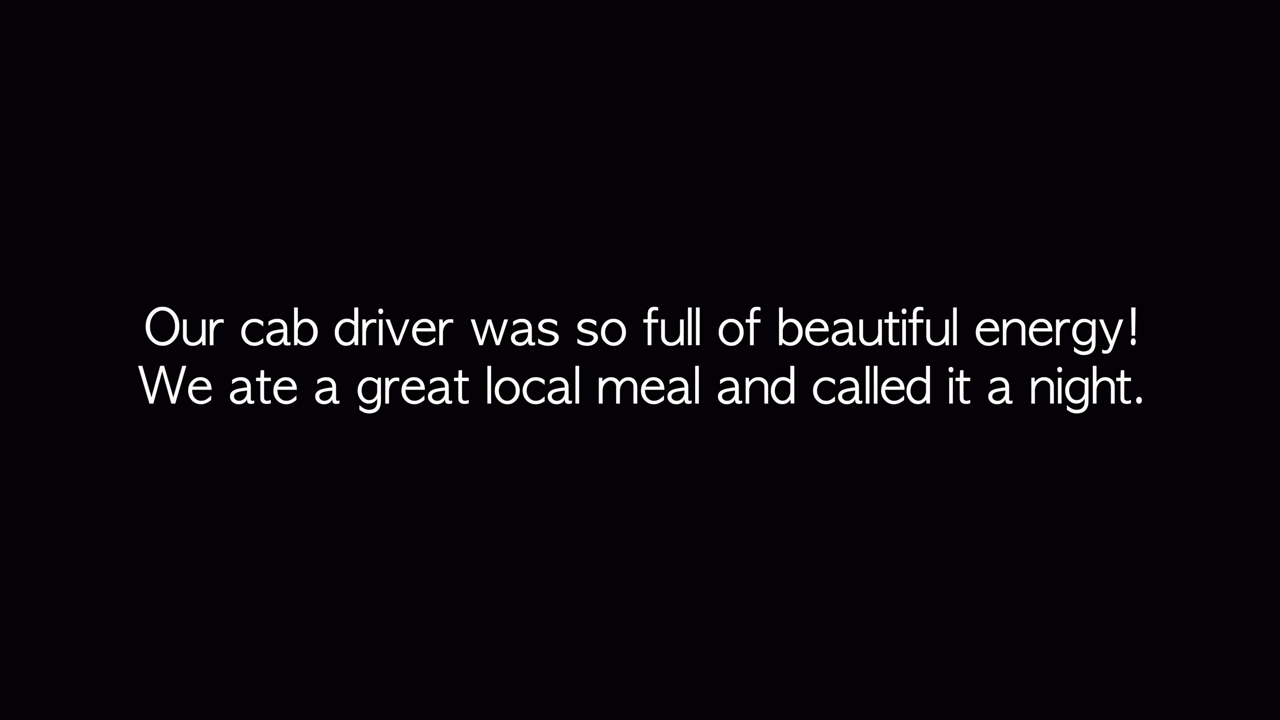 Our cab driver was so full of beautiful energy!
We ate a great local meal and called it a night.